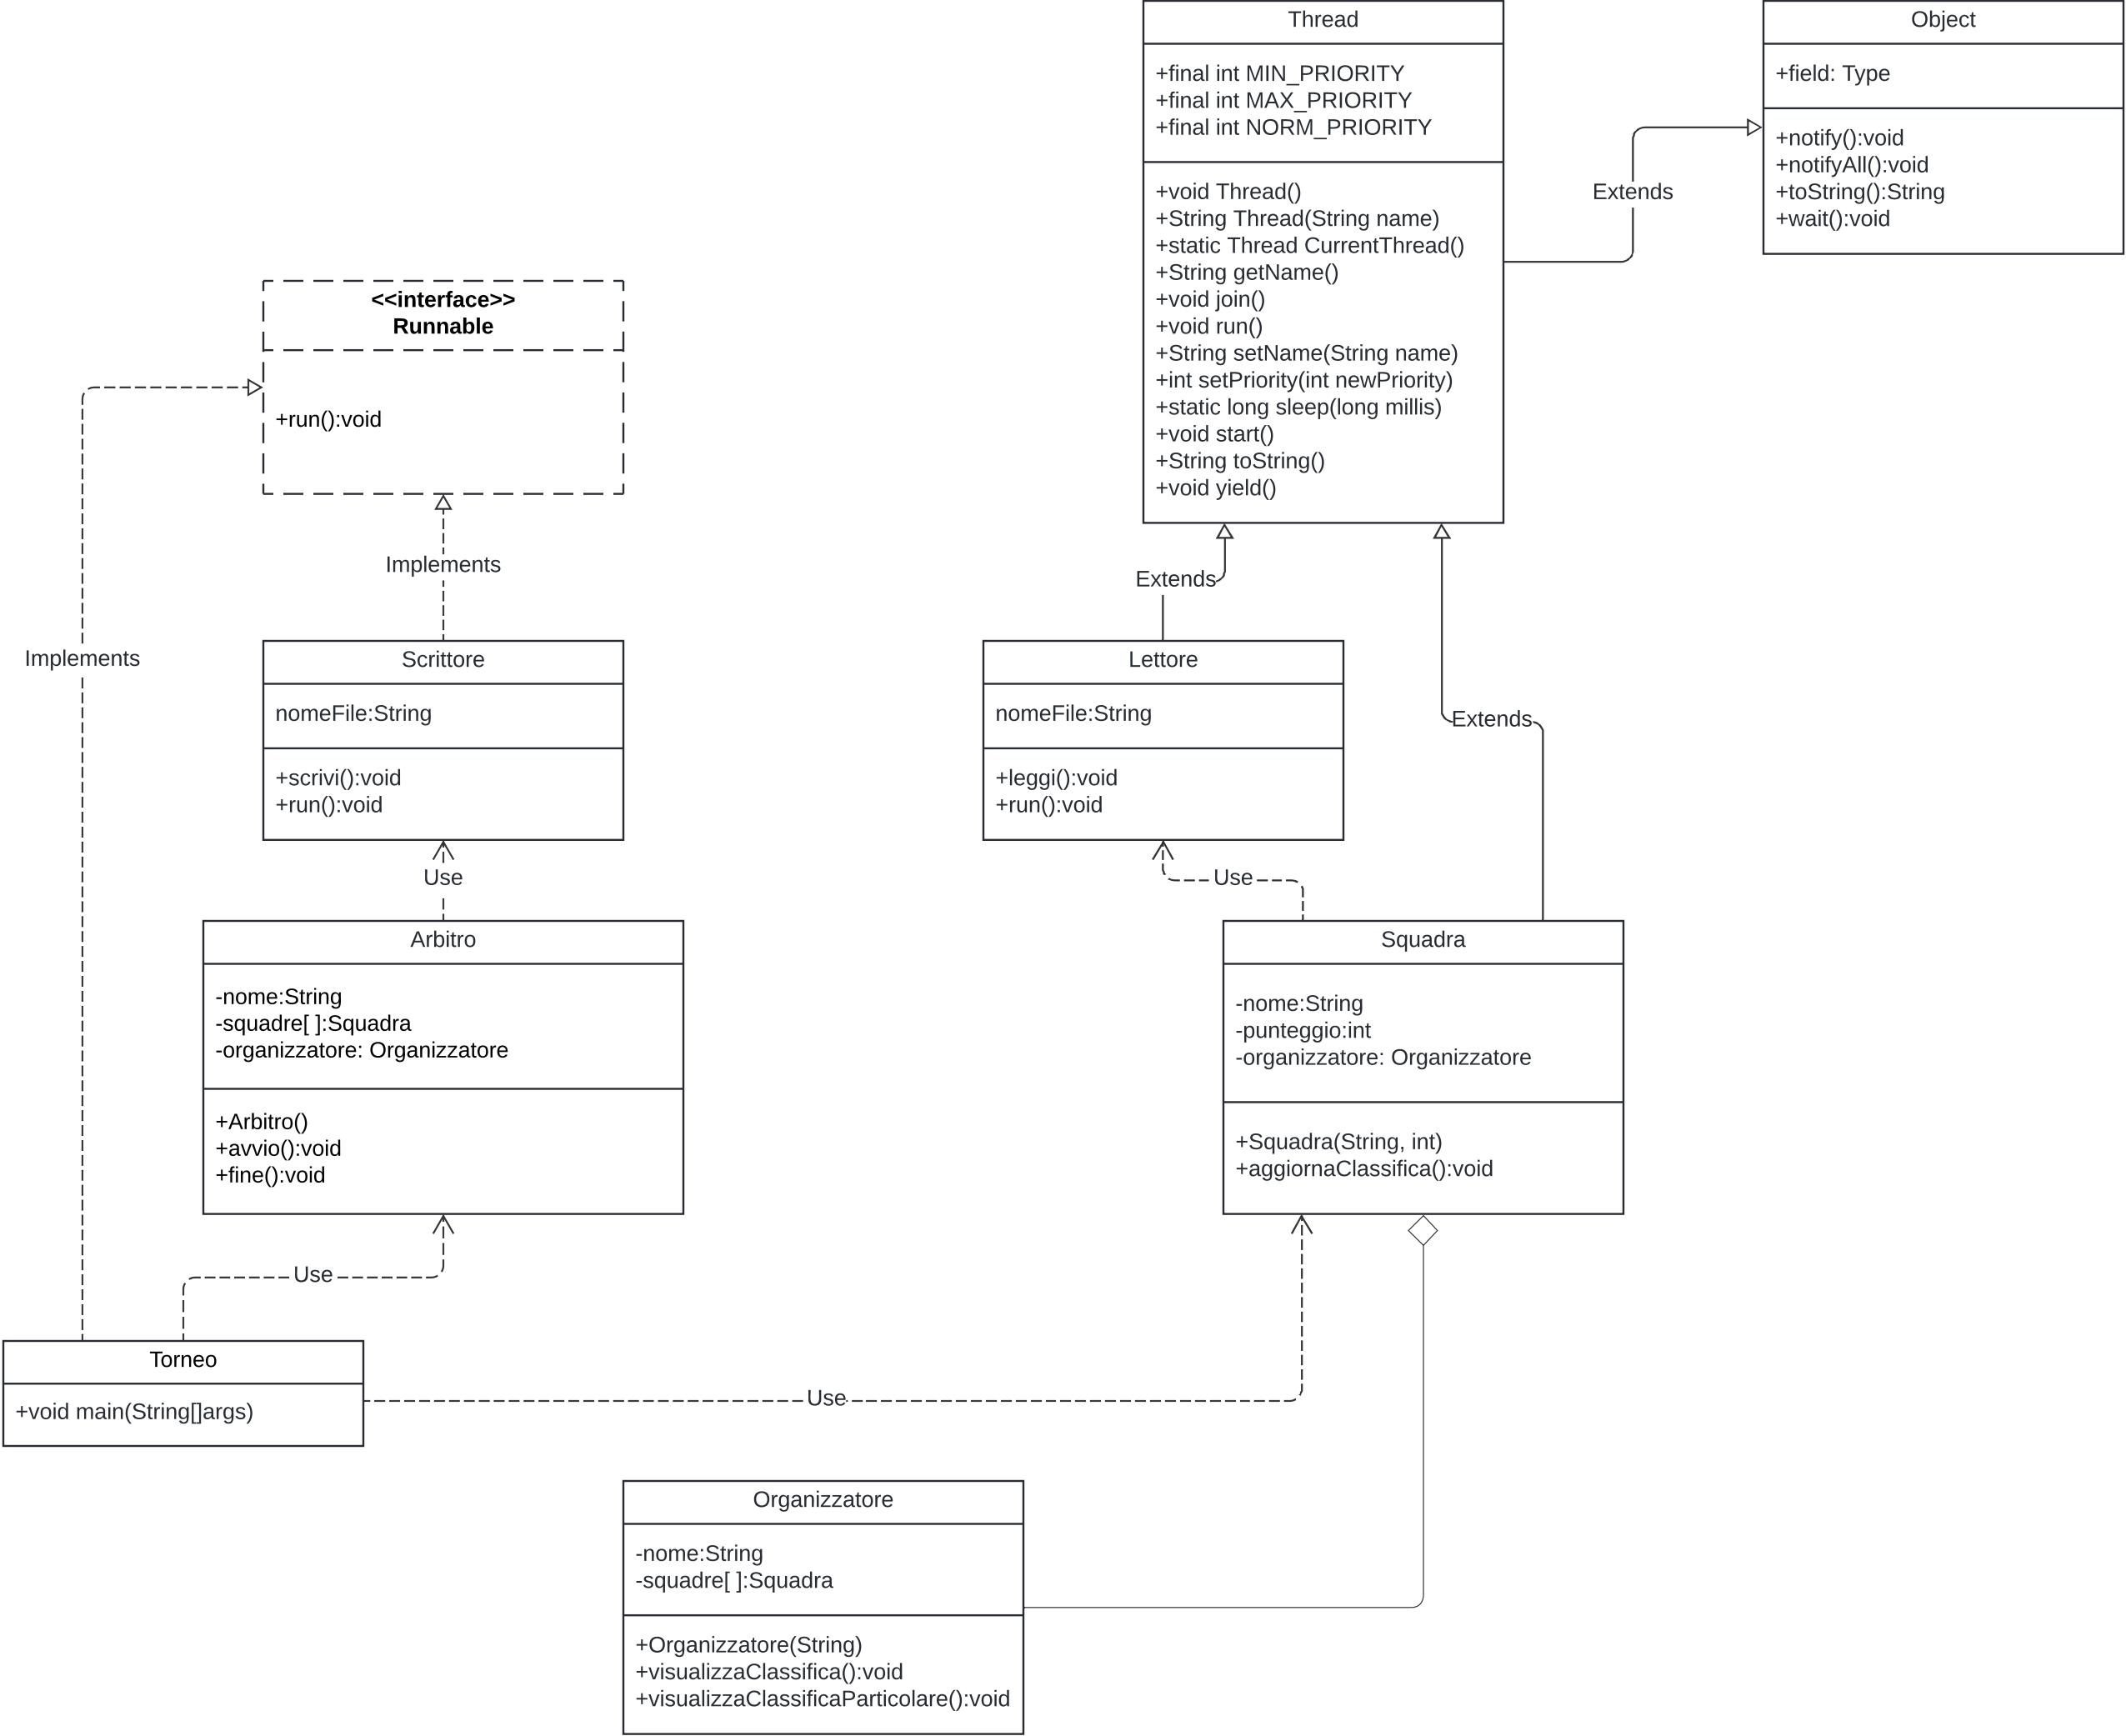 Thread
+final int MIN_PRIORITY
+final int MAX_PRIORITY
+final int NORM_PRIORITY
+void Thread()
+String Thread(String name)
+static Thread CurrentThread()
+String getName()
+void join()
+void run()
+String setName(String name)
+int setPriority(int newPriority)
+static long sleep(long millis)
+void start()
+String toString()
+void yield()
Object
+field: Type
+notify():void
+notifyAll():void
+toString():String
+wait():void
Extends
<<interface>>
Runnable
+run():void
Implements
Implements
Extends
Extends
Scrittore
nomeFile:String
+scrivi():void
+run():void
Lettore
nomeFile:String
+leggi():void
+run():void
Use
Use
Arbitro
-nome:String
-squadre[ ]:Squadra
-organizzatore: Organizzatore
+Arbitro()
+avvio():void
+fine():void
Squadra
-nome:String
-punteggio:int
-organizzatore: Organizzatore
+Squadra(String, int)
+aggiornaClassifica():void
Use
Torneo
+void main(String[]args)
Use
Organizzatore
-nome:String
-squadre[ ]:Squadra
+Organizzatore(String)
+visualizzaClassifica():void
+visualizzaClassificaParticolare():void